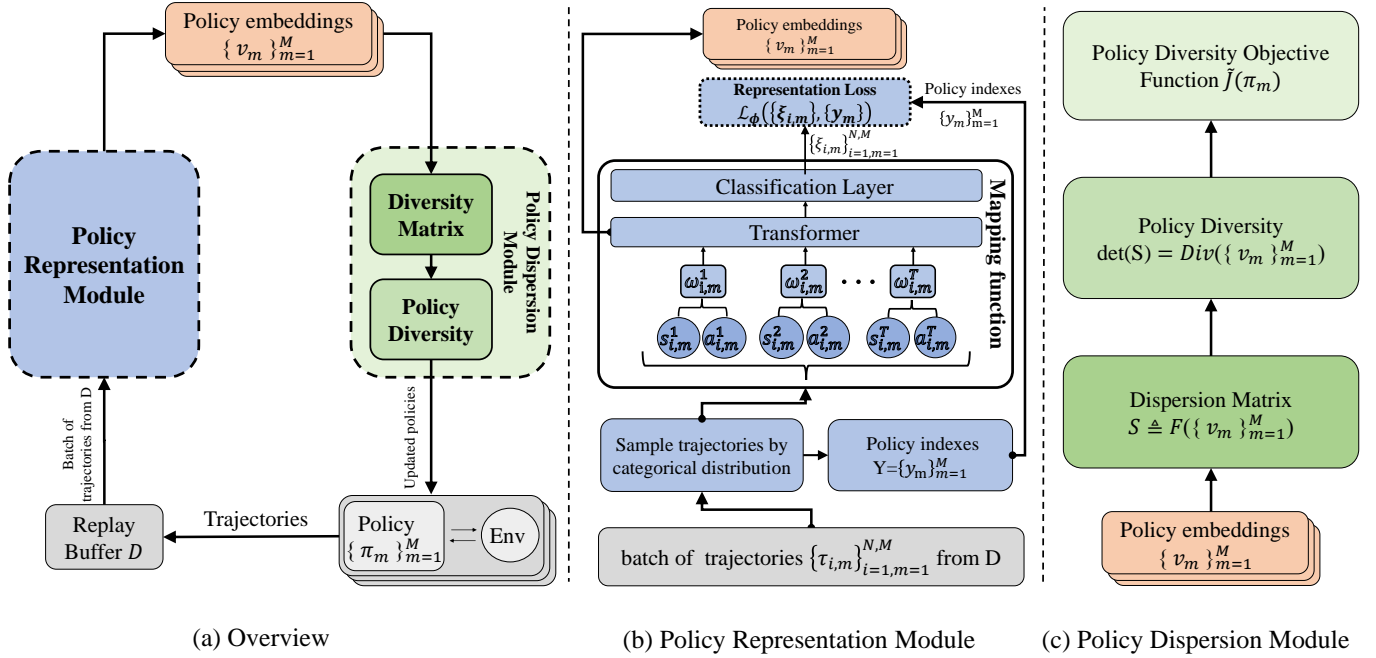 Policy embeddings
{ v_m }_{m=1}^M
Policy
Representation
Module
Diversity
Matrix
Policy
Diversity
Policy Dispersion
Module
Batch of
trajectories from D
Updated policies
Replay
Buffer D
Trajectories
Policy
{ π_m }_{m=1}^M
Env
(a) Overview
Policy embeddings
{ v_m }_{m=1}^M
Representation Loss
ℒ_ϕ({ξ_{i,m}}, {y_m})
Policy indexes
{y_m}_{m=1}^M
{ξ_{i,m}}_{i=1,m=1}^{N,M}
Classification Layer
Transformer
Mapping function
ω_{i,m}^1 ω_{i,m}^2 · · · ω_{i,m}^T
s_{i,m}^1 a_{i,m}^1 s_{i,m}^2 a_{i,m}^2 s_{i,m}^T a_{i,m}^T
Sample trajectories by
categorical distribution
Policy indexes
Y={y_m}_{m=1}^M
batch of trajectories {τ_{i,m}}_{i=1,m=1}^{N,M} from D
(b) Policy Representation Module
Policy Diversity Objective
Function J̃(π_m)
Policy Diversity
det(S) = Div({ v_m }_{m=1}^M)
Dispersion Matrix
S ≜ F({ v_m }_{m=1}^M)
Policy embeddings
{ v_m }_{m=1}^M
(c) Policy Dispersion Module